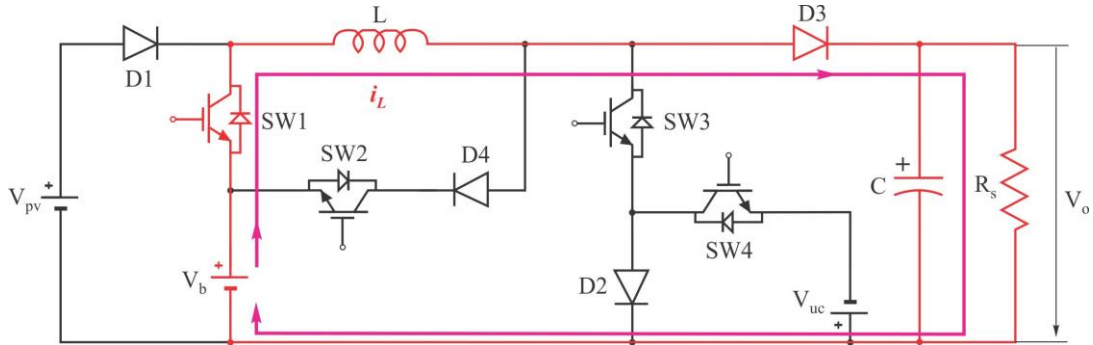 L
D3
D1
i_L
SW1
SW3
SW2
D4
+
V_pv
+
C
R_s
V_o
SW4
+
V_b
D2
V_uc
+